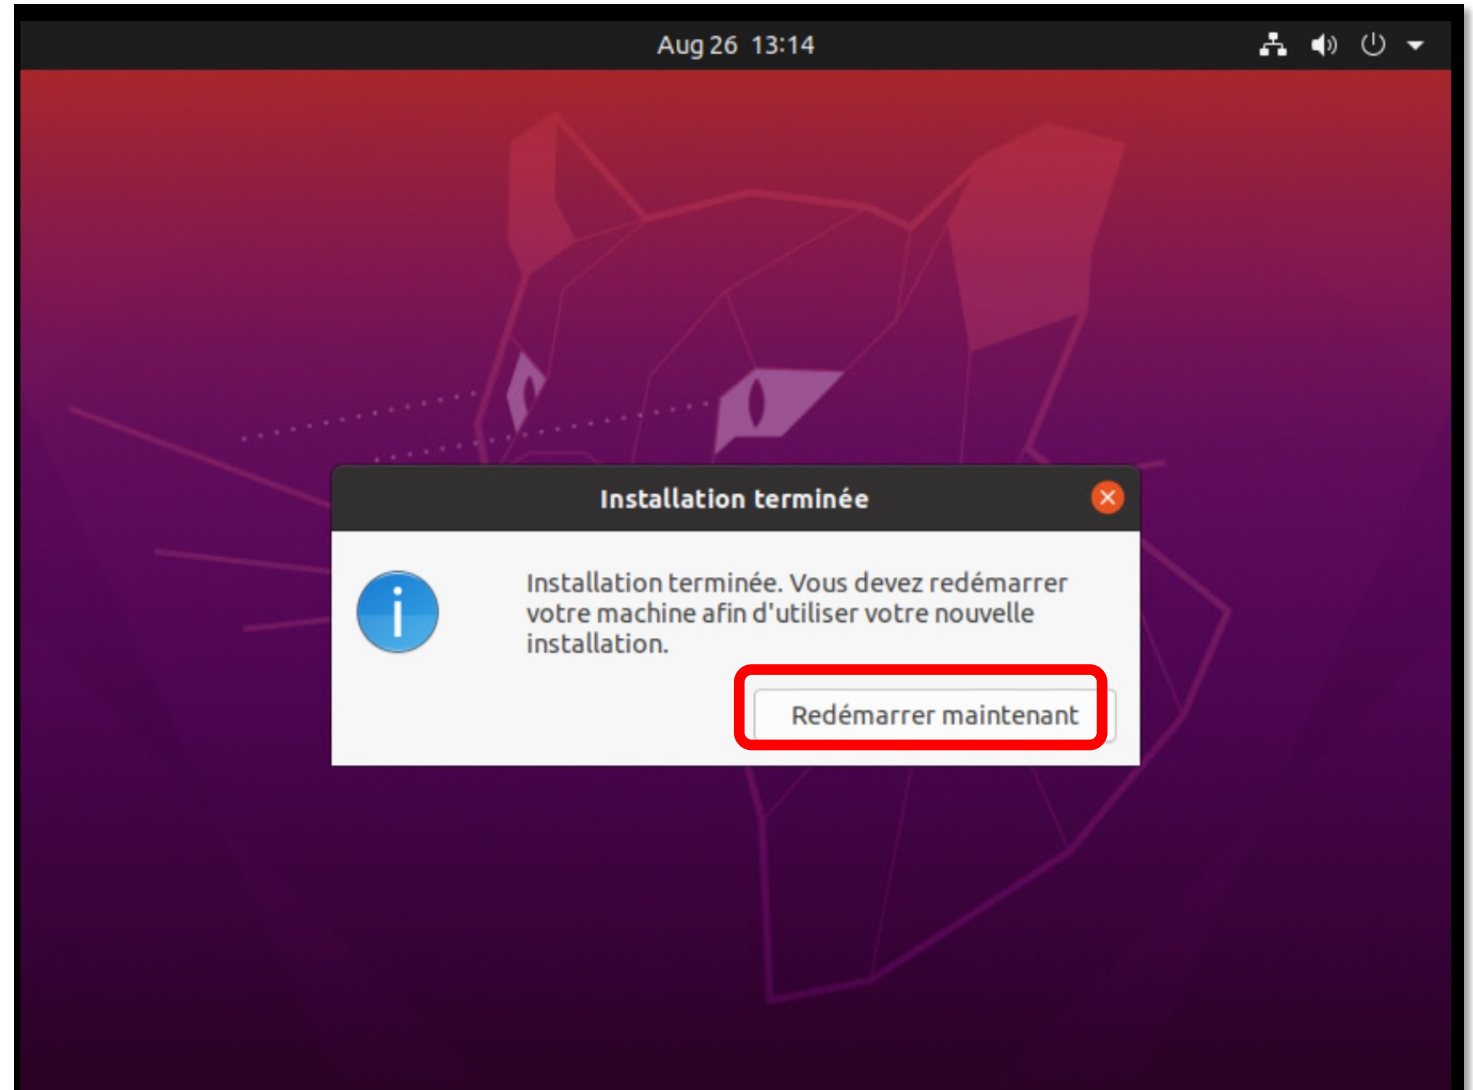 Aug 26 13:14
Installation terminée
Installation terminée. Vous devez redémarrer
votre machine afin d'utiliser votre nouvelle
installation.
Redémarrer maintenant